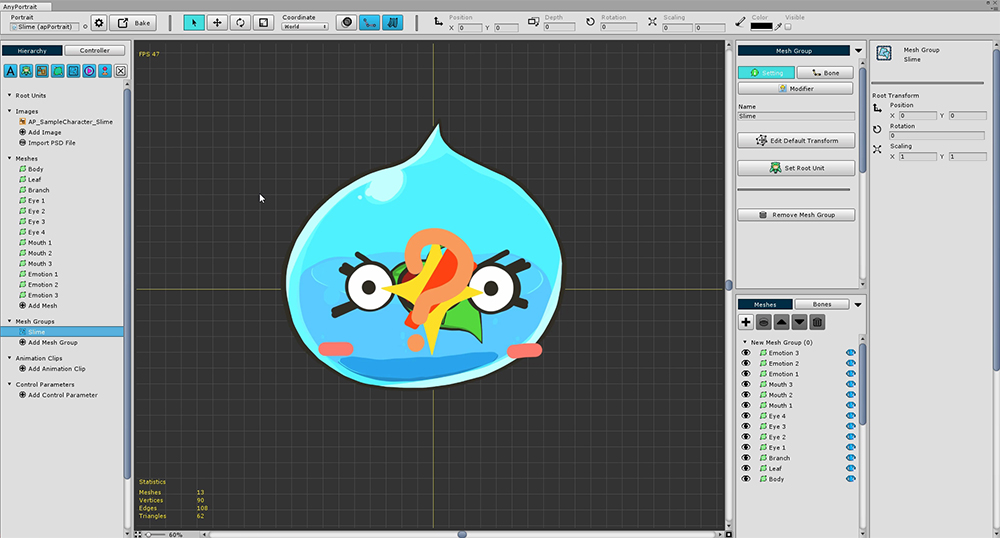 AnyPortrait
Portrait
Slime (apPortrait)
Bake
Coordinate
World
Position
X 0 Y 0
Depth
0
Rotation
0
Scaling
0 0
Color
Visible
Hierarchy
Controller
Root Units
Images
AP_SampleCharacter_Slime
Add Image
Import PSD File
Meshes
Body
Leaf
Branch
Eye 1
Eye 2
Eye 3
Eye 4
Mouth 1
Mouth 2
Mouth 3
Emotion 1
Emotion 2
Emotion 3
Add Mesh
Mesh Groups
Slime
Add Mesh Group
Animation Clips
Add Animation Clip
Control Parameters
Add Control Parameter
FPS 47
?
Statistics
Meshes 13
Vertices 90
Edges 108
Triangles 62
60%
Mesh Group
Setting
Bone
Modifier
Name
Slime
Edit Default Transform
Set Root Unit
Remove Mesh Group
Meshes
Bones
New Mesh Group (0)
Emotion 3
Emotion 2
Emotion 1
Mouth 3
Mouth 2
Mouth 1
Eye 4
Eye 3
Eye 2
Eye 1
Branch
Leaf
Body
Mesh Group
Slime
Root Transform
Position
X 0 Y 0
Rotation
0
Scaling
X 1 Y 1